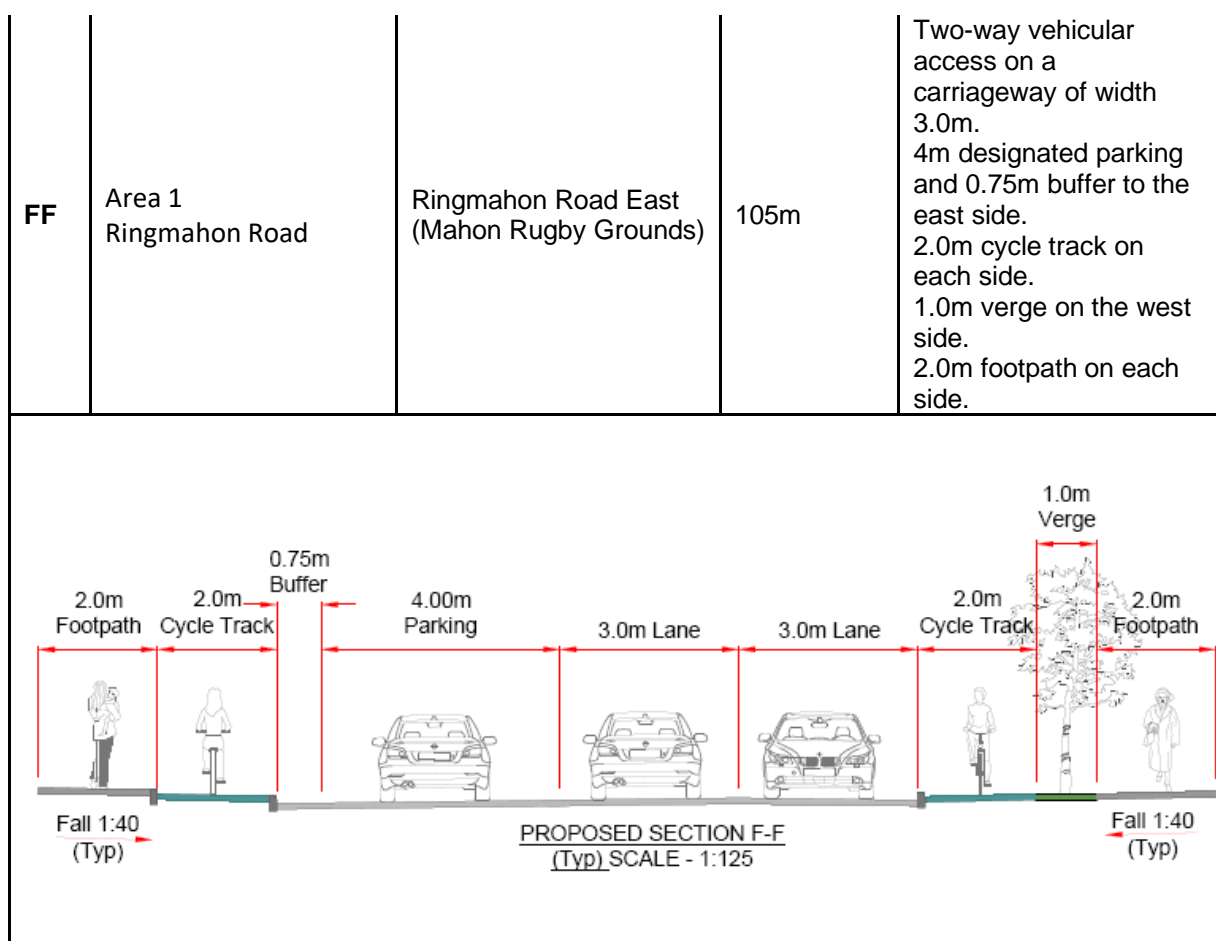 FF
Area 1
Ringmahon Road
Ringmahon Road East
(Mahon Rugby Grounds)
105m
Two-way vehicular
access on a
carriageway of width
3.0m.
4m designated parking
and 0.75m buffer to the
east side.
2.0m cycle track on
each side.
1.0m verge on the west
side.
2.0m footpath on each
side.
2.0m
Footpath
2.0m
Cycle Track
0.75m
Buffer
4.00m
Parking
3.0m Lane
3.0m Lane
2.0m
Cycle Track
1.0m
Verge
2.0m
Footpath
Fall 1:40
(Typ)
PROPOSED SECTION F-F
(Typ) SCALE - 1:125
Fall 1:40
(Typ)